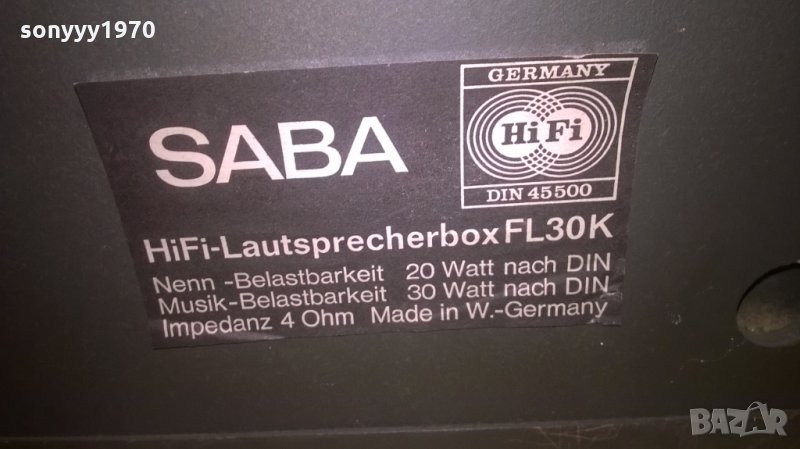 sonyyy1970
GERMANY
HiFi
DIN 45500
SABA
HiFi-Lautsprecherbox FL30K
Nenn -Belastbarkeit 20 Watt nach DIN
Musik-Belastbarkeit 30 Watt nach DIN
Impedanz 4 Ohm Made in W.-Germany
BAZAR